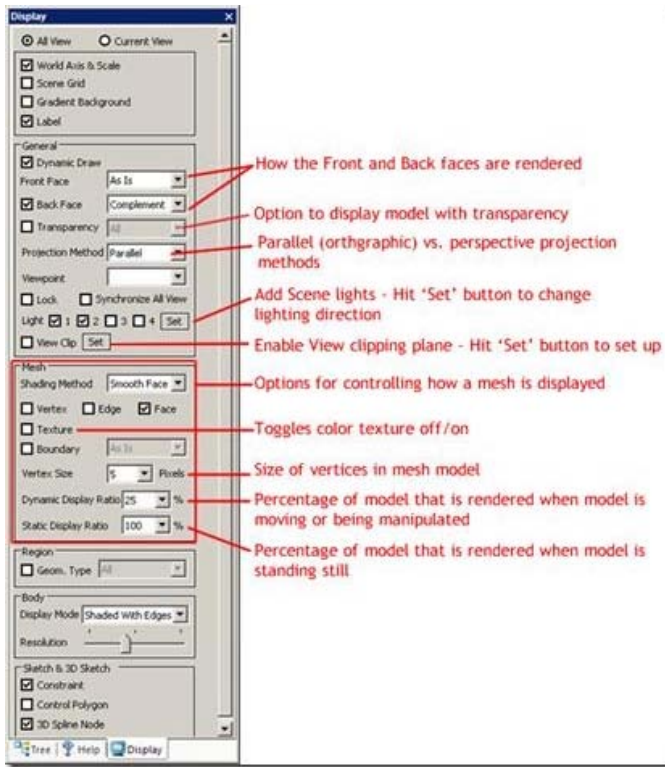 Display
All View Current View
World Axis & Scale
Scene Grid
Gradient Background
Label
General
Dynamic Draw
Front Face As Is
Back Face Complement
How the Front and Back faces are rendered
Transparency All
Option to display model with transparency
Projection Method Parallel
Parallel (orthgraphic) vs. perspective projection
methods
Viewpoint
Lock Synchronize All View
Light 1 2 3 4 Set
Add Scene lights - Hit ‘Set’ button to change
lighting direction
View Clip Set
Enable View clipping plane - Hit ‘Set’ button to set up
Mesh
Shading Method Smooth Face
Options for controlling how a mesh is displayed
Vertex Edge Face
Texture
Toggles color texture off/on
Boundary As Is
Vertex Size 5 Pixels
Size of vertices in mesh model
Dynamic Display Ratio 25 %
Percentage of model that is rendered when model is
moving or being manipulated
Static Display Ratio 100 %
Percentage of model that is rendered when model is
standing still
Region
Geom. Type All
Body
Display Mode Shaded With Edges
Resolution
Sketch & 3D Sketch
Constraint
Control Polygon
3D Spline Node
Tree Help Display